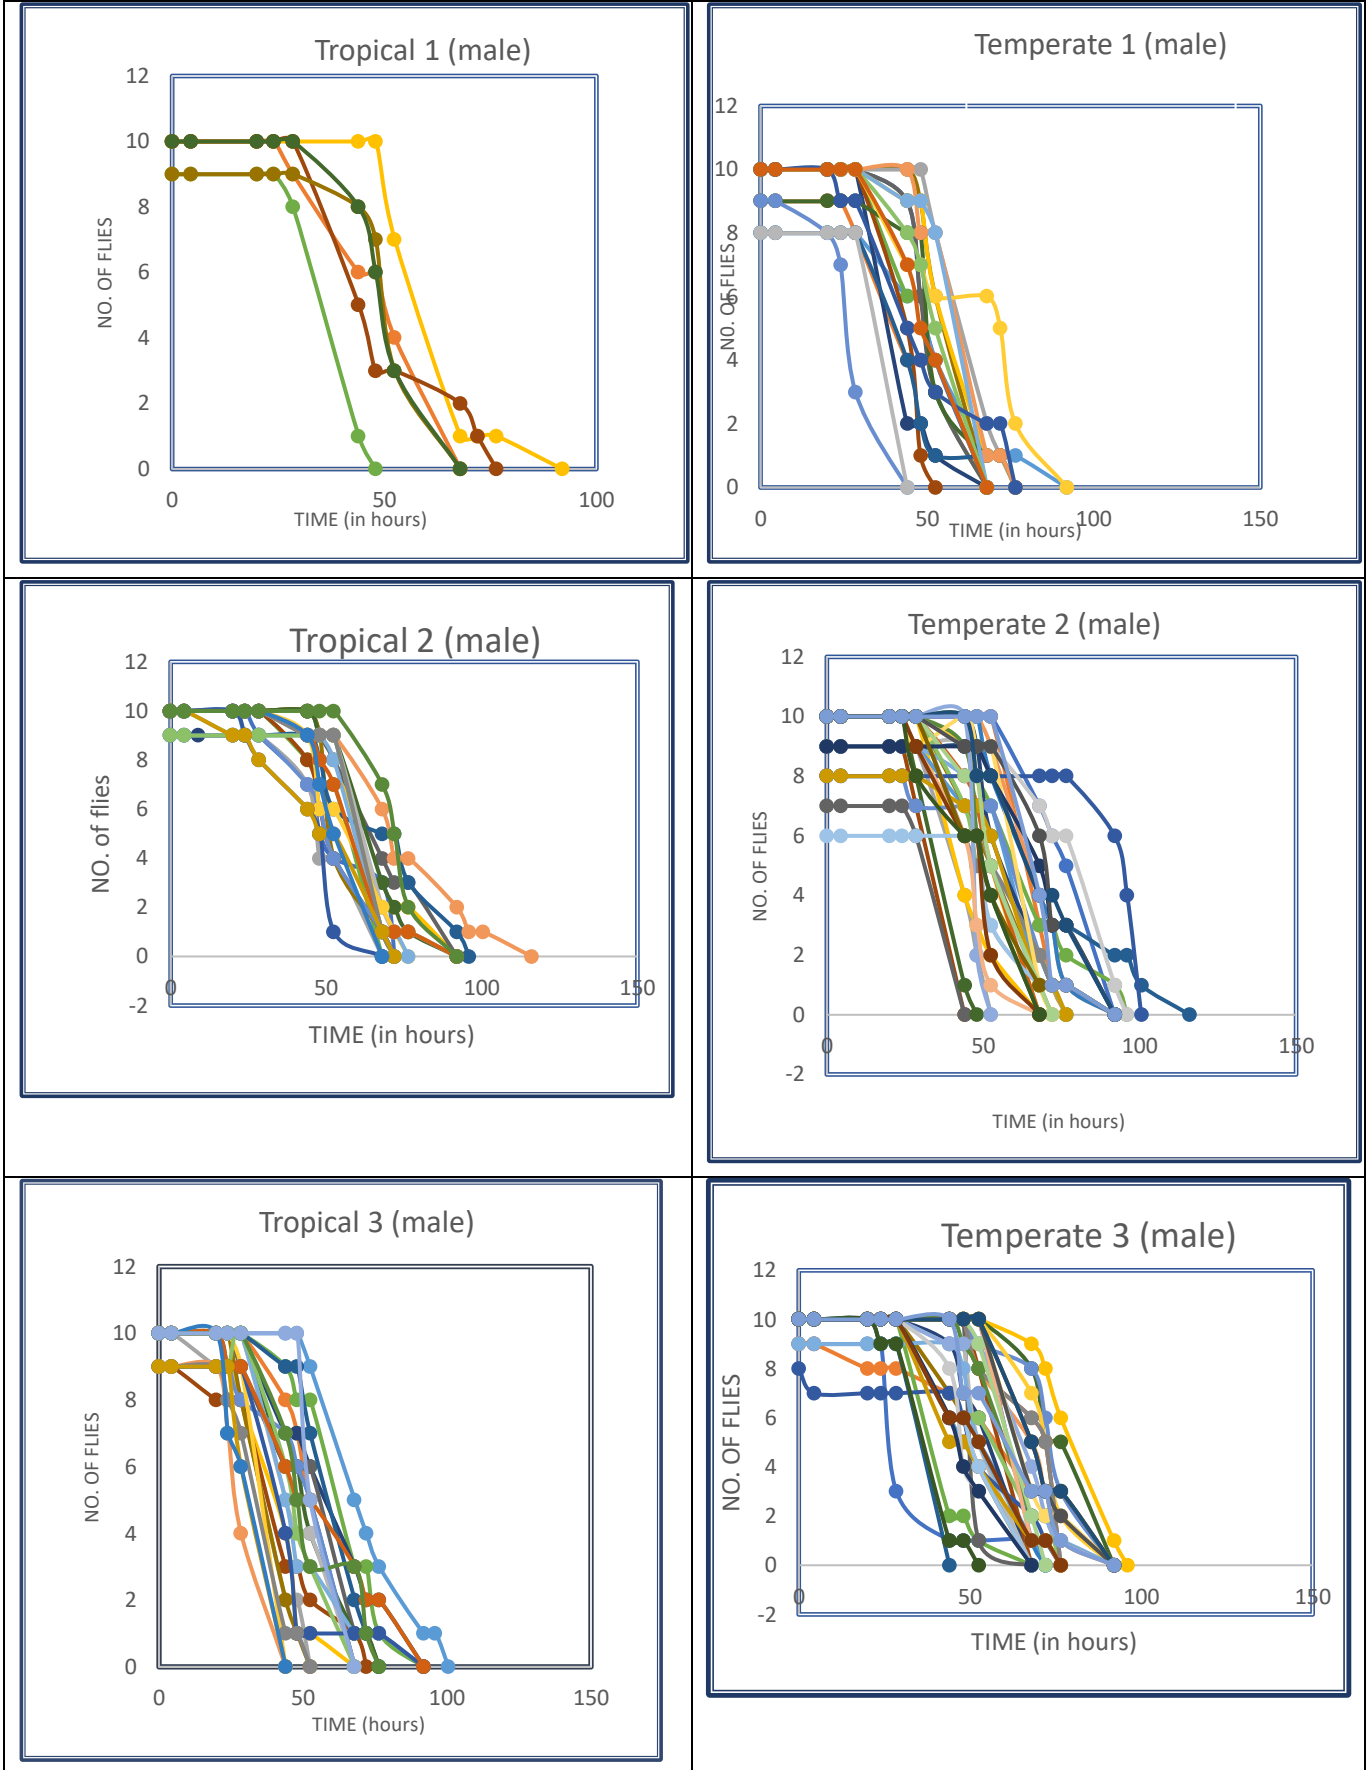 Tropical 1 (male)
12
10
8
6
4
2
0
NO. OF FLIES
0 50 100
TIME (in hours)
Temperate 1 (male)
12
10
8
6
4
2
0
NO. OF FLIES
0 50 100 150
TIME (in hours)
Tropical 2 (male)
12
10
8
6
4
2
0
-2
NO. of flies
0 50 100 150
TIME (in hours)
Temperate 2 (male)
12
10
8
6
4
2
0
-2
NO. OF FLIES
0 50 100 150
TIME (in hours)
Tropical 3 (male)
12
10
8
6
4
2
0
NO. OF FLIES
0 50 100 150
TIME (hours)
Temperate 3 (male)
12
10
8
6
4
2
0
-2
NO. OF FLIES
0 50 100 150
TIME (in hours)